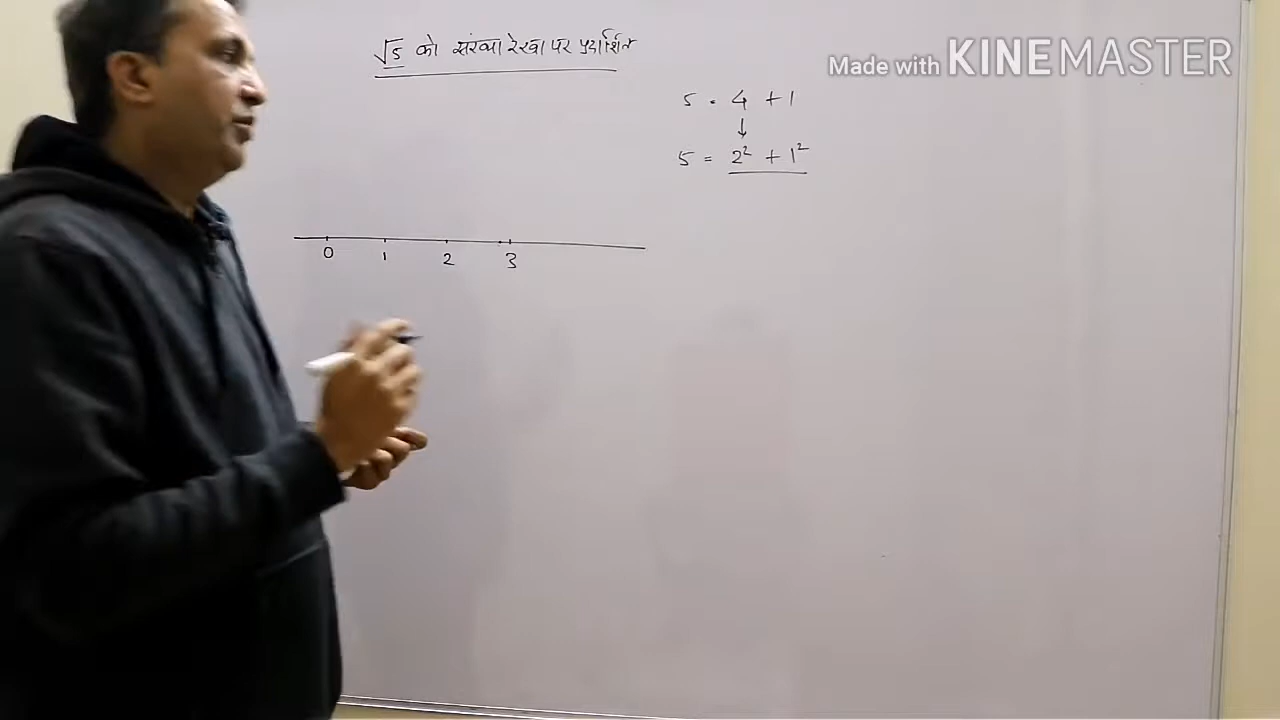 √5 को संख्या रेखा पर प्रदर्शित
Made with KINEMASTER
5 = 4 + 1
↓
5 = 2² + 1²
0 1 2 3